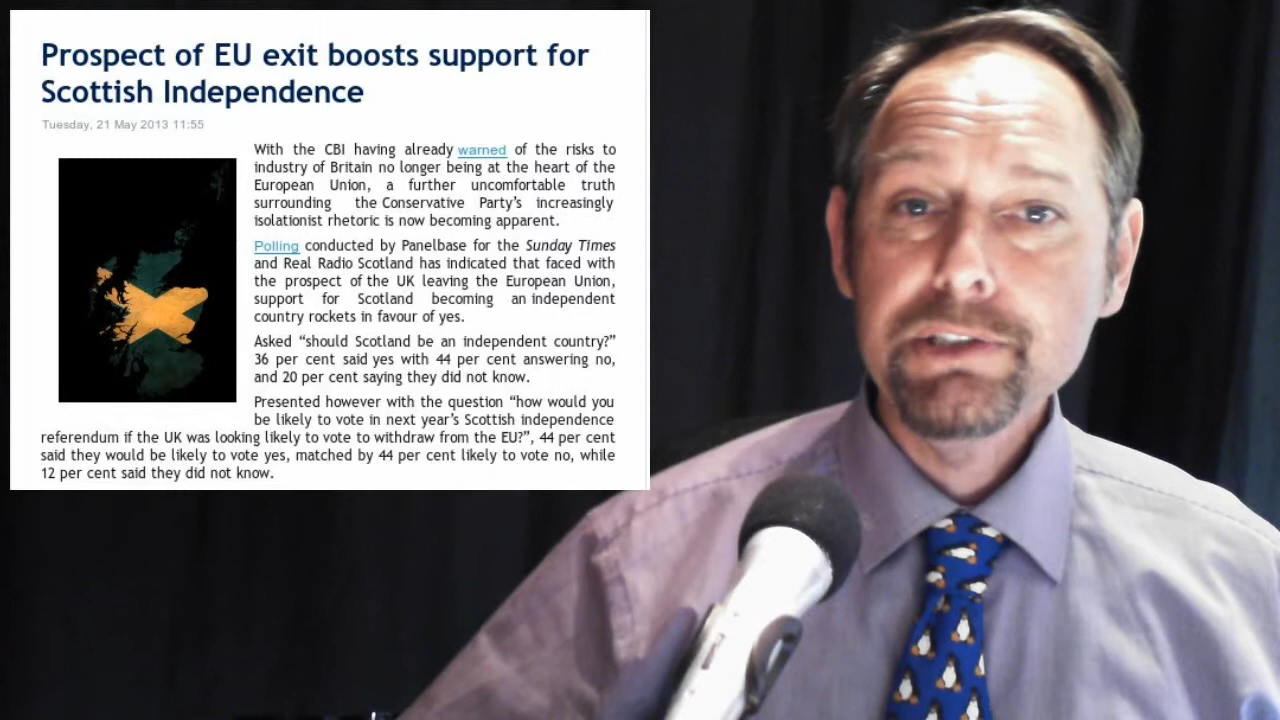 Prospect of EU exit boosts support for
Scottish Independence
Tuesday, 21 May 2013 11:55
With the CBI having already warned of the risks to
industry of Britain no longer being at the heart of the
European Union, a further uncomfortable truth
surrounding the Conservative Party's increasingly
isolationist rhetoric is now becoming apparent.
Polling conducted by Panelbase for the Sunday Times
and Real Radio Scotland has indicated that faced with
the prospect of the UK leaving the European Union,
support for Scotland becoming an independent
country rockets in favour of yes.
Asked “should Scotland be an independent country?”
36 per cent said yes with 44 per cent answering no,
and 20 per cent saying they did not know.
Presented however with the question “how would you
be likely to vote in next year’s Scottish independence
referendum if the UK was looking likely to vote to withdraw from the EU?”, 44 per cent
said they would be likely to vote yes, matched by 44 per cent likely to vote no, while
12 per cent said they did not know.